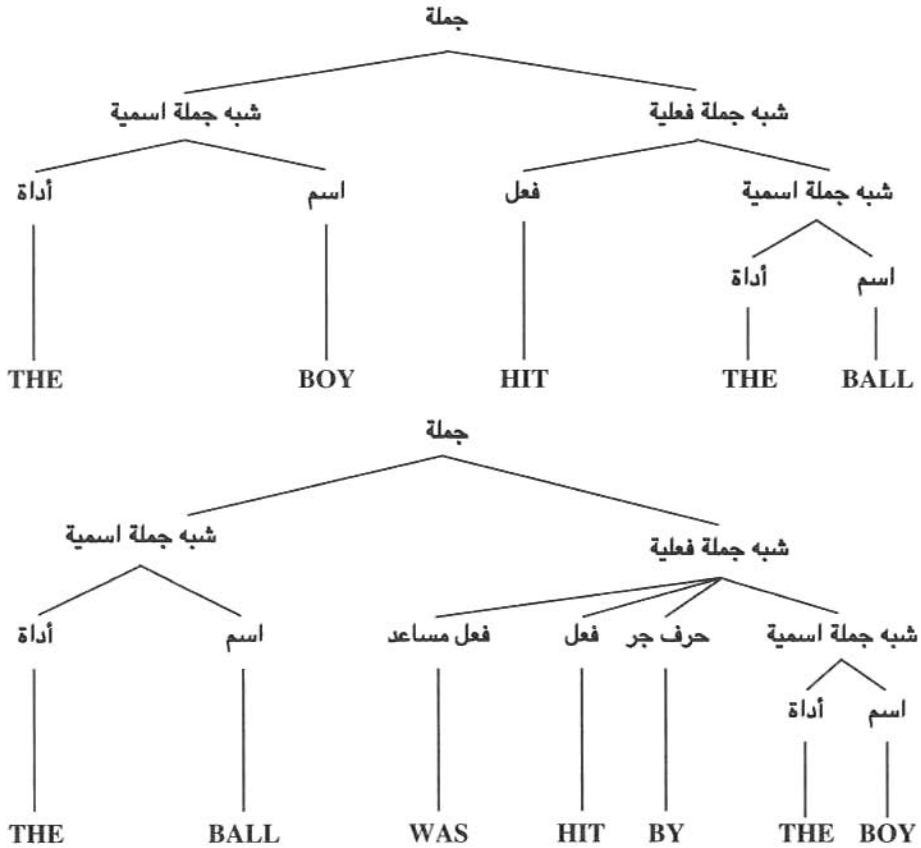 جملة
شبه جملة اسمية شبه جملة فعلية
أداة اسم فعل شبه جملة اسمية
أداة اسم
THE BOY HIT THE BALL
جملة
شبه جملة اسمية شبه جملة فعلية
أداة اسم فعل مساعد فعل حرف جر شبه جملة اسمية
أداة اسم
THE BALL WAS HIT BY THE BOY